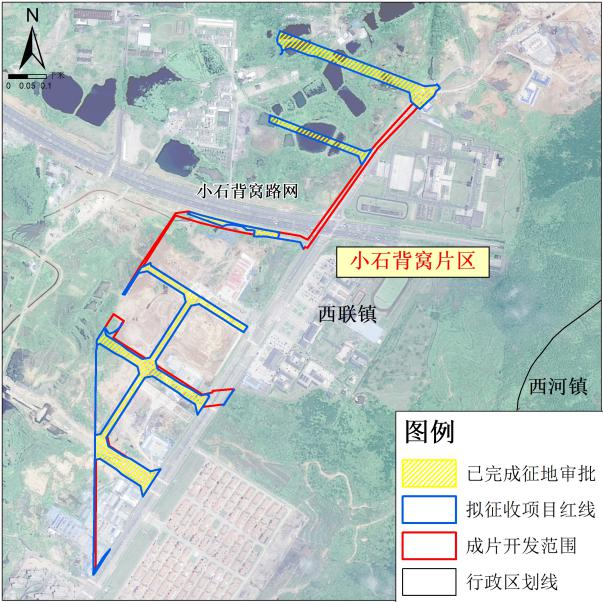 N
千米
0 0.05 0.1
小石背窝路网
小石背窝片区
西联镇
西河镇
图例
已完成征地审批
拟征收项目红线
成片开发范围
行政区划线